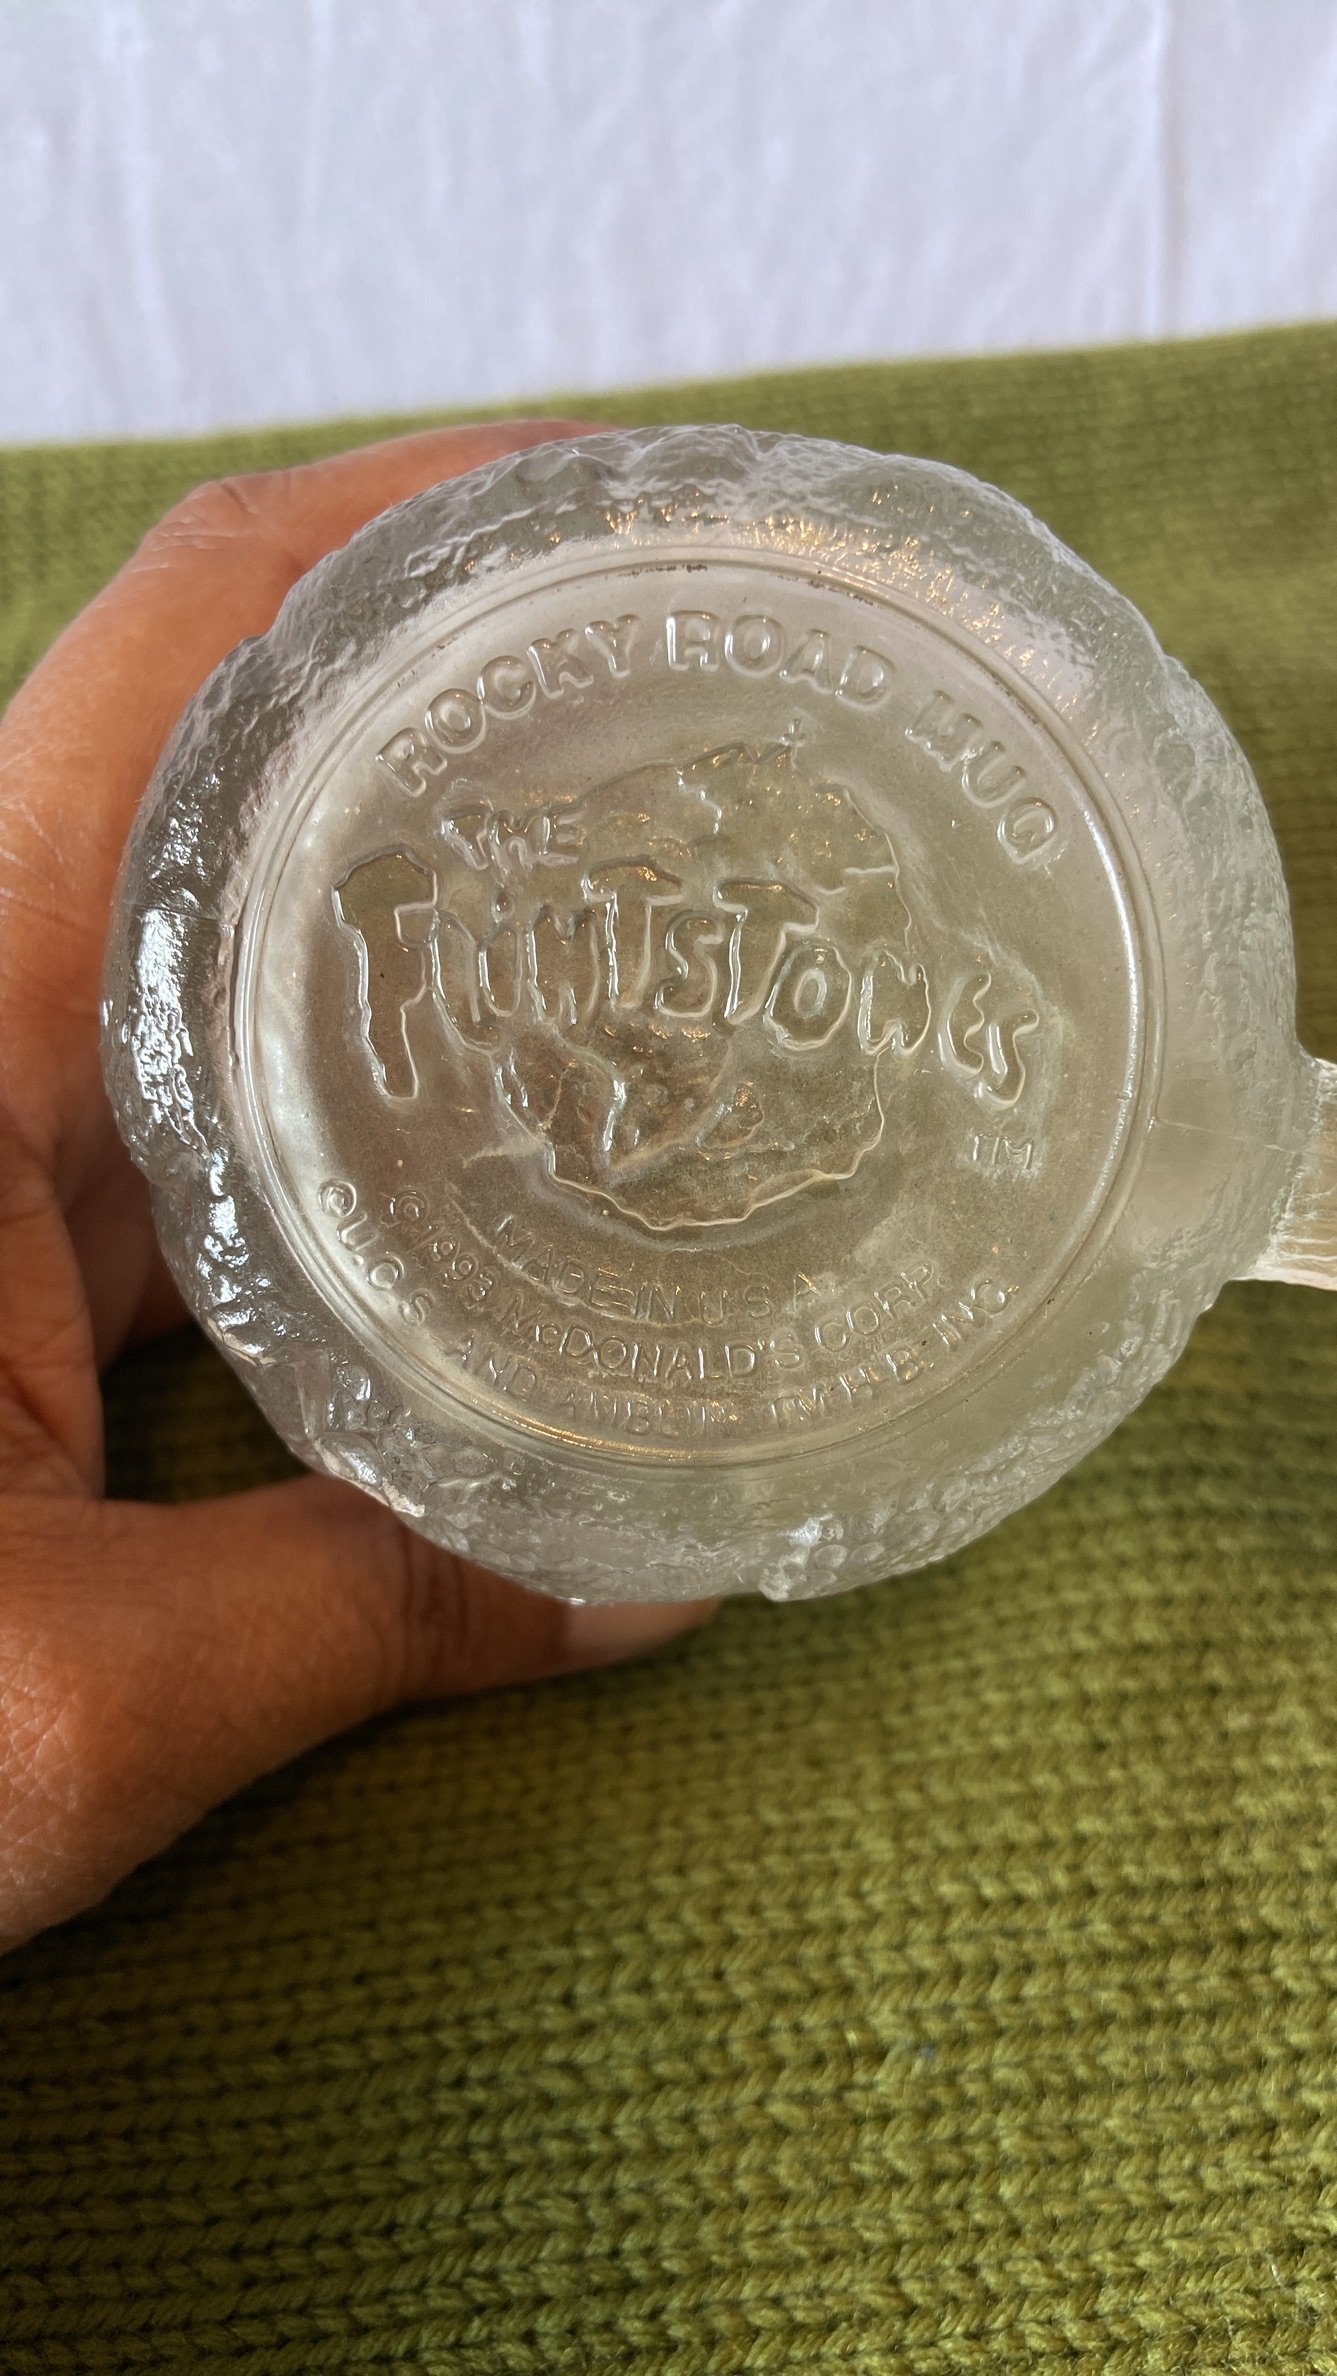 ROCKY ROAD MUG
THE
FLINTSTONES
TM
MADE IN U.S.A.
© 1993 McDONALD'S CORP.
© U.C.S. AND AMBLIN. TM H-B. INC.